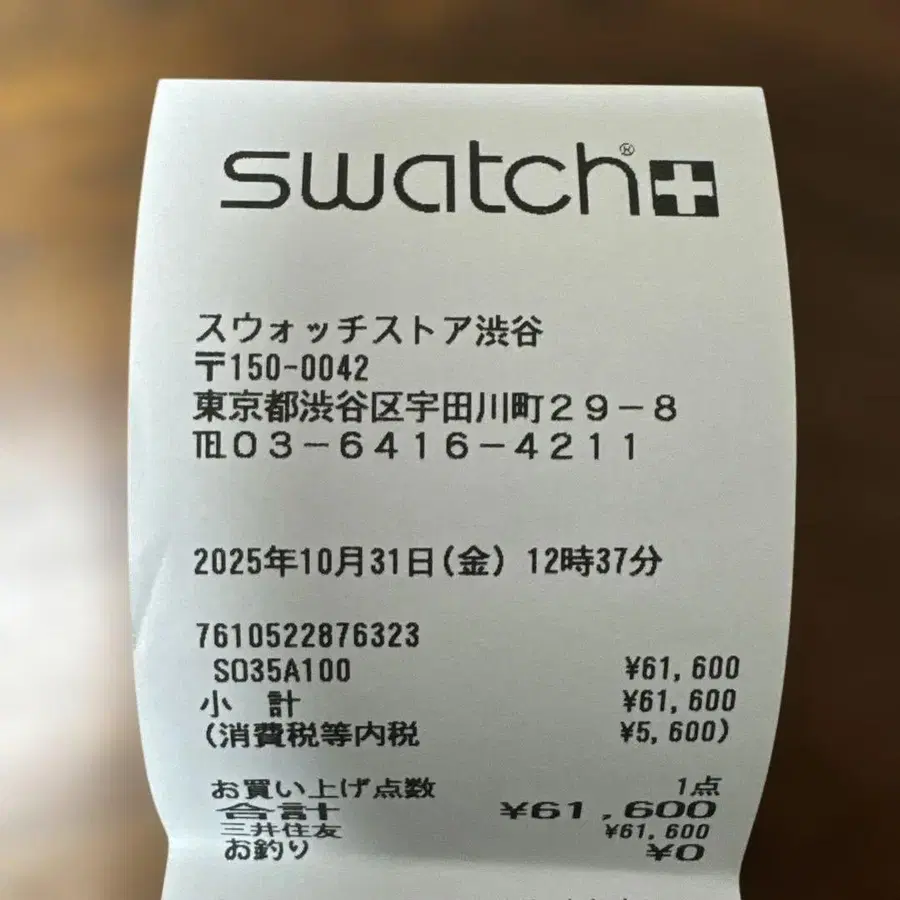 swatch®
スウォッチストア渋谷
〒150-0042
東京都渋谷区宇田川町２９－８
℡０３－６４１６－４２１１
2025年10月31日(金) 12時37分
7610522876323
SO35A100 ¥61,600
小　計 ¥61,600
(消費税等内税 ¥5,600)
お買い上げ点数 1点
合計 ¥61,600
三井住友 ¥61,600
お釣り ¥0